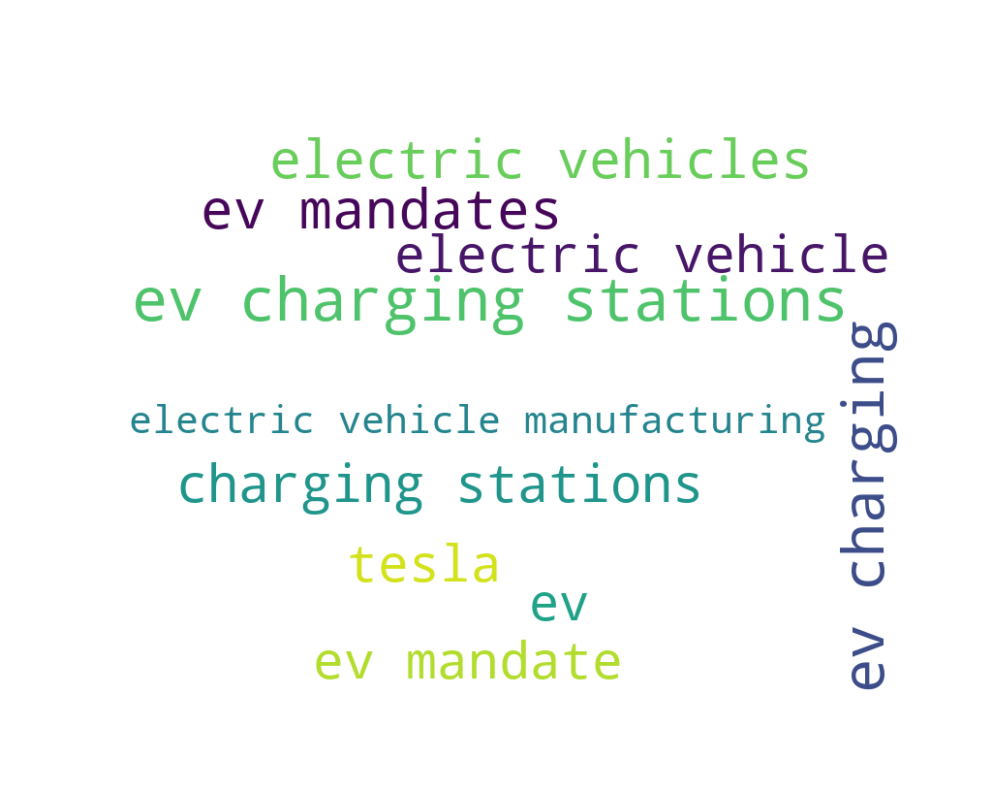 electric vehicles
ev mandates
electric vehicle
ev charging stations
ev charging
electric vehicle manufacturing
charging stations
tesla
ev
ev mandate